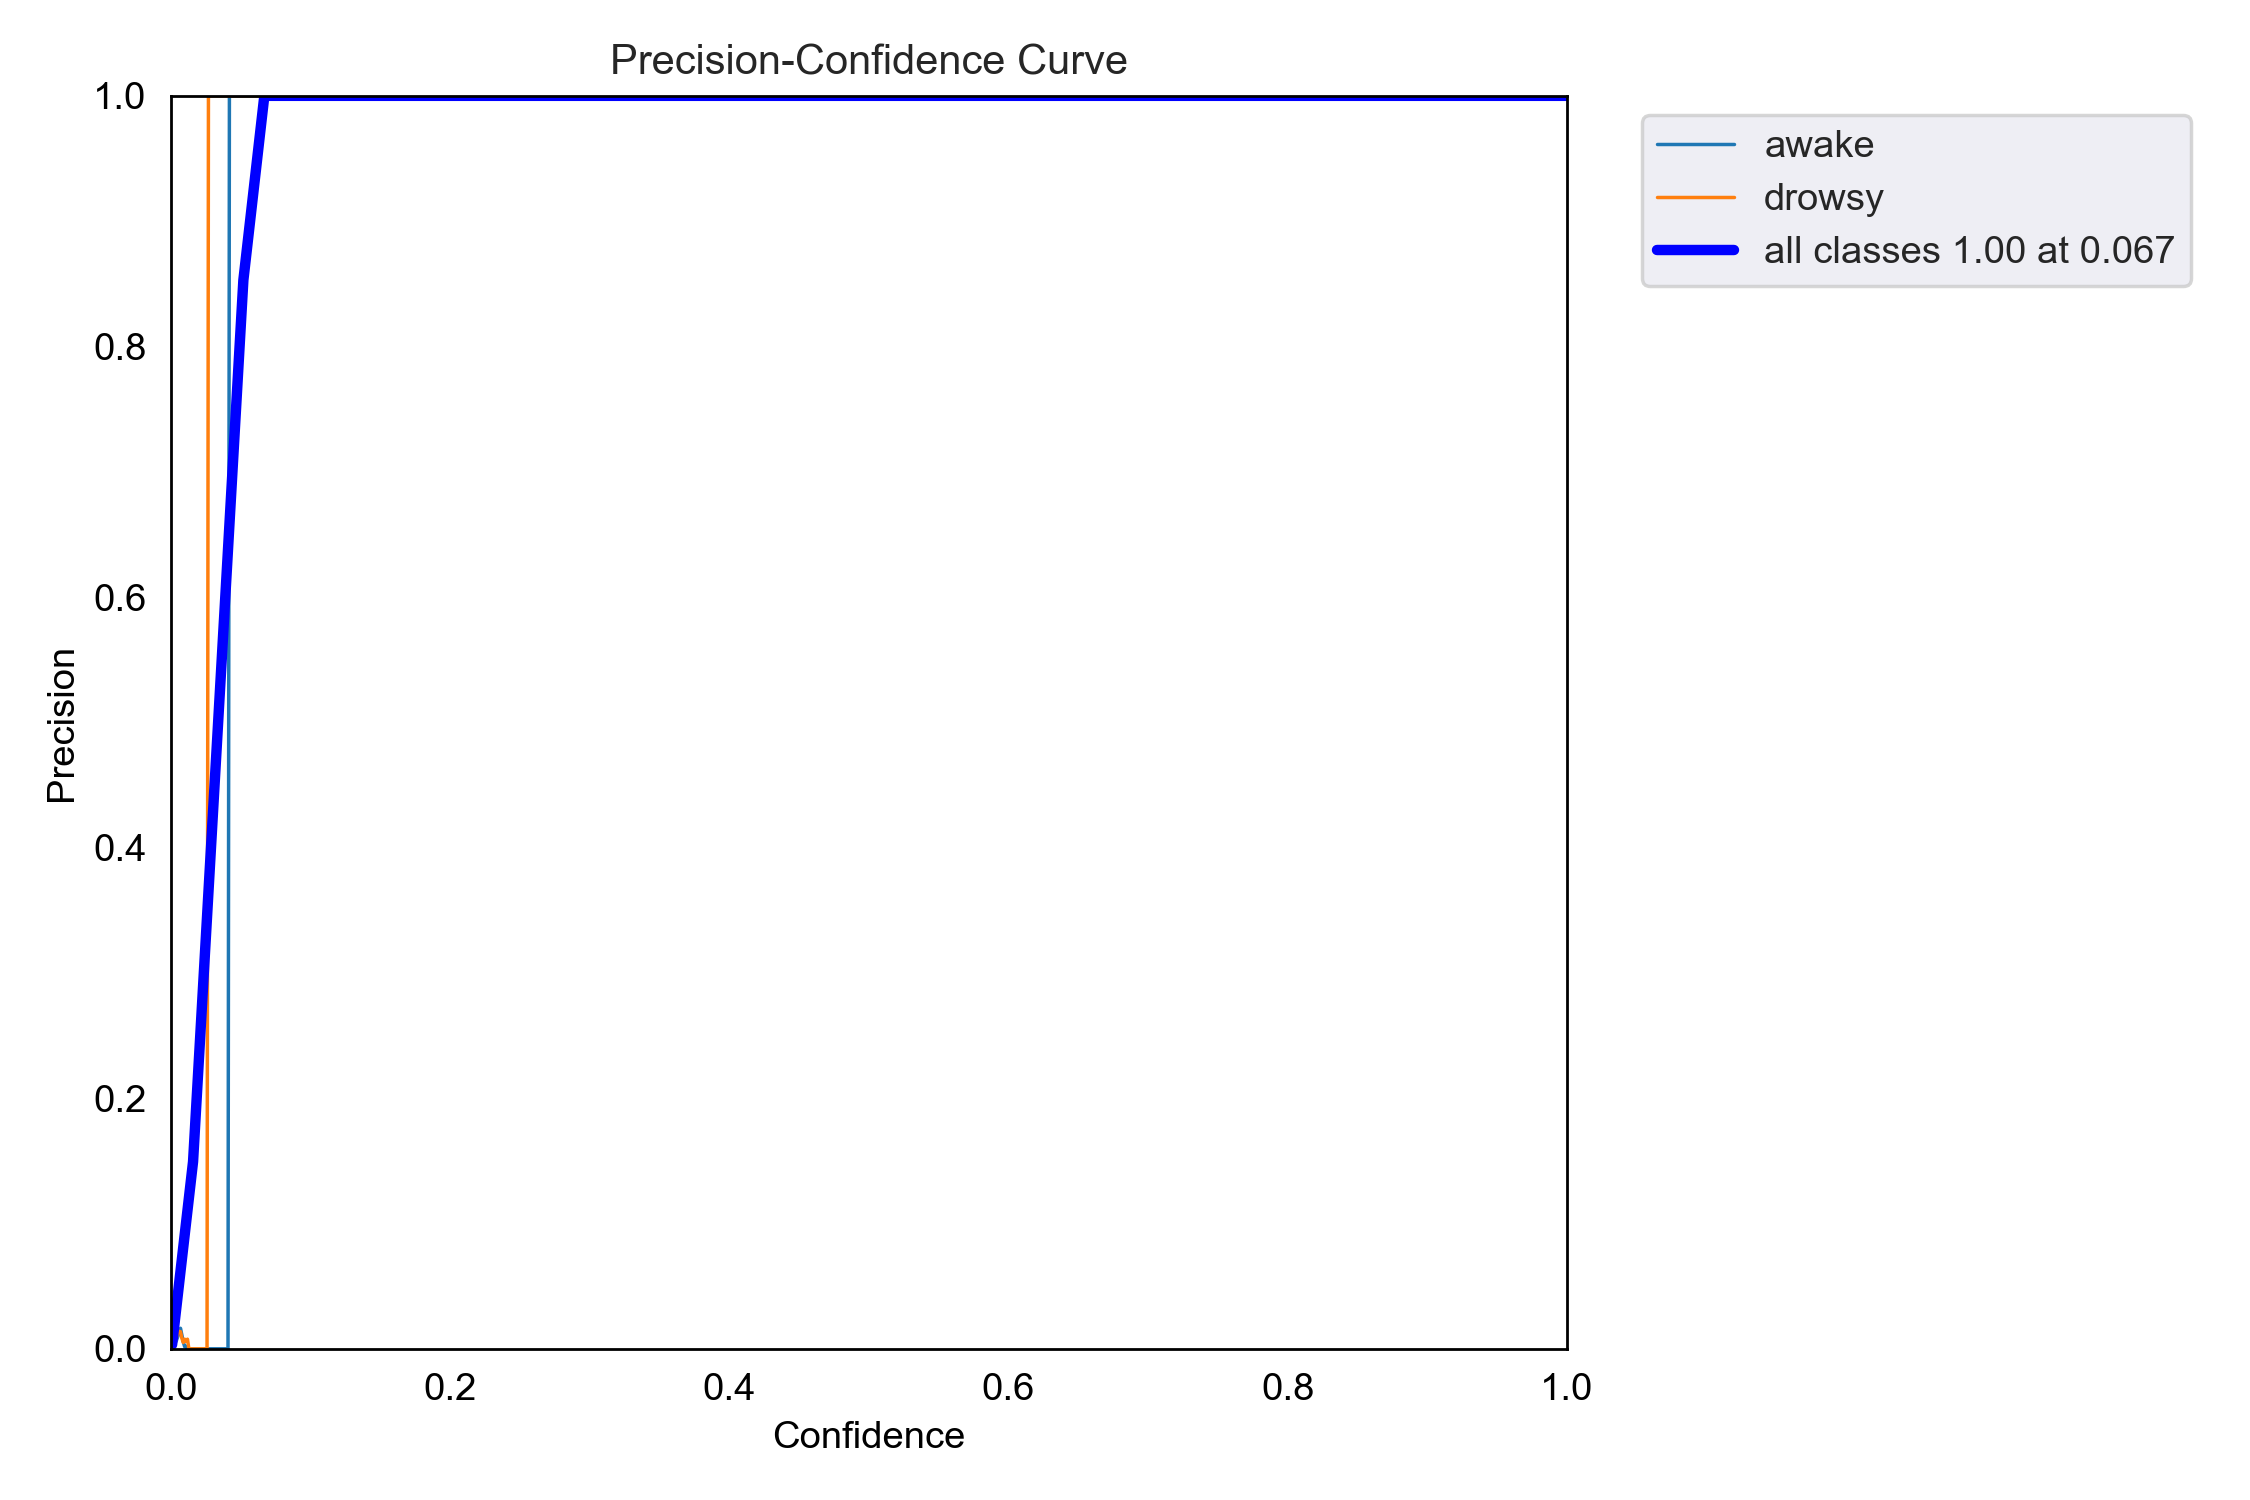 Precision-Confidence Curve
1.0
0.8
0.6
0.4
0.2
0.0
Precision
0.0 0.2 0.4 0.6 0.8 1.0
Confidence
awake
drowsy
all classes 1.00 at 0.067